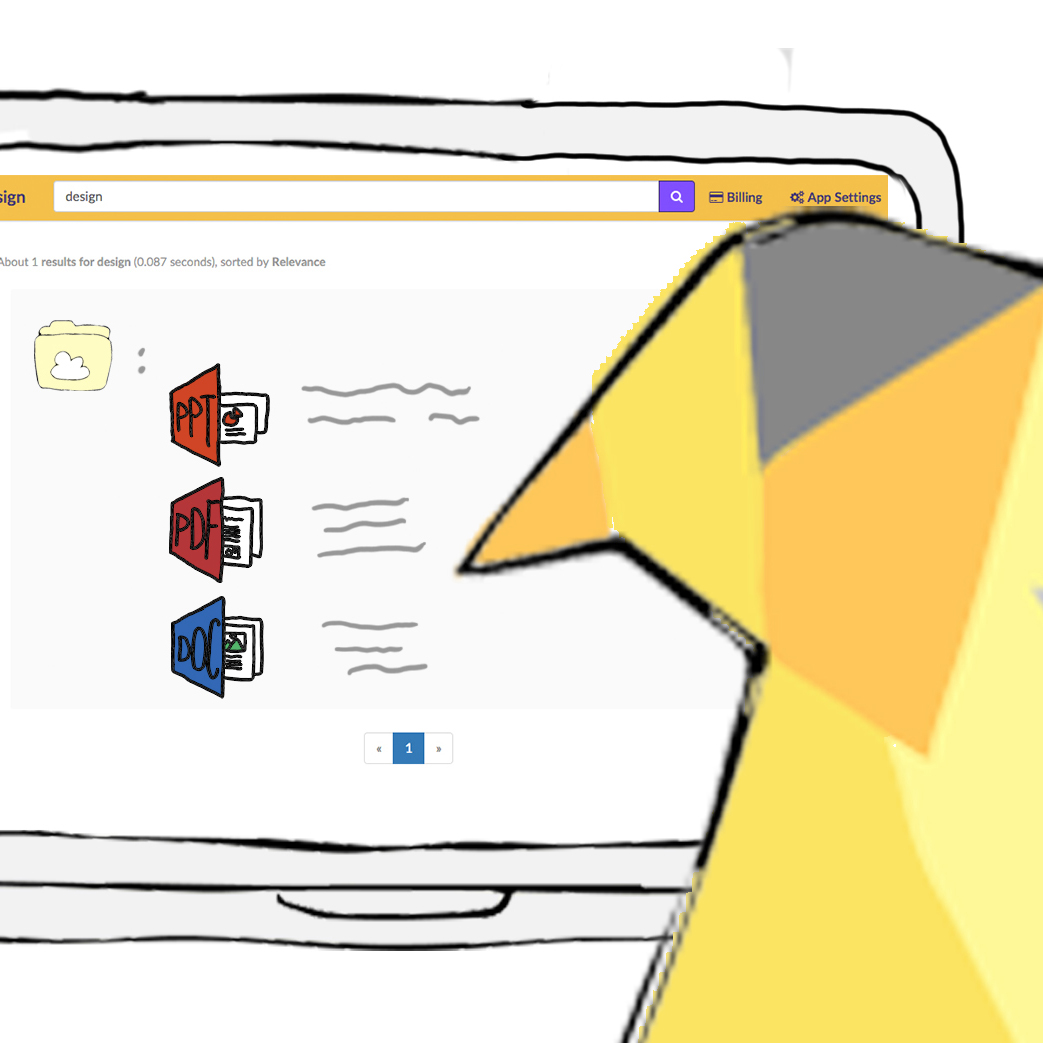 sign design Billing App Settings
About 1 results for design (0.087 seconds), sorted by Relevance
:
PPT
PDF
DOC
« 1 »